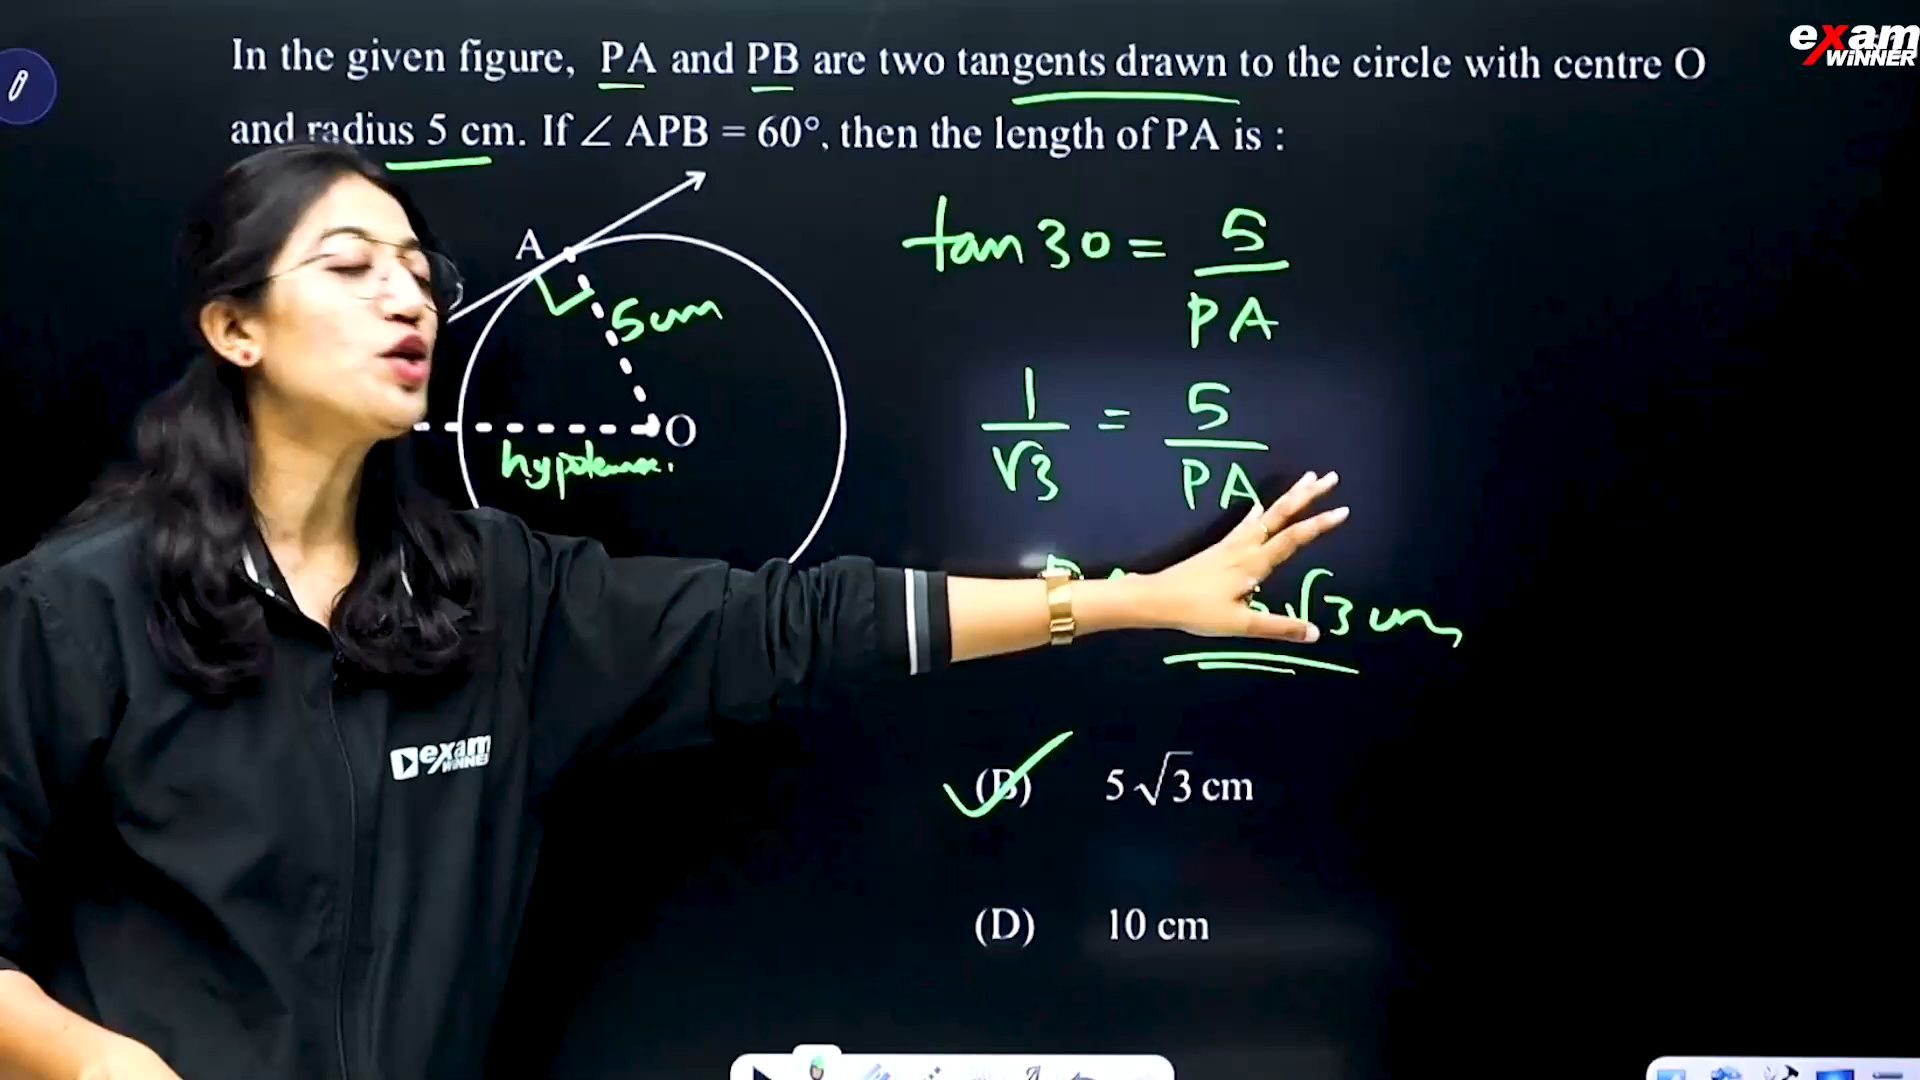 exam
WiNNER
In the given figure, PA and PB are two tangents drawn to the circle with centre O
and radius 5 cm. If ∠ APB = 60°, then the length of PA is :
A
5cm
O
hypotenuse.
tan 30 = 5/PA
1/√3 = 5/PA
√3 cm
(B) 5√3 cm
(D) 10 cm
exam
WINNER